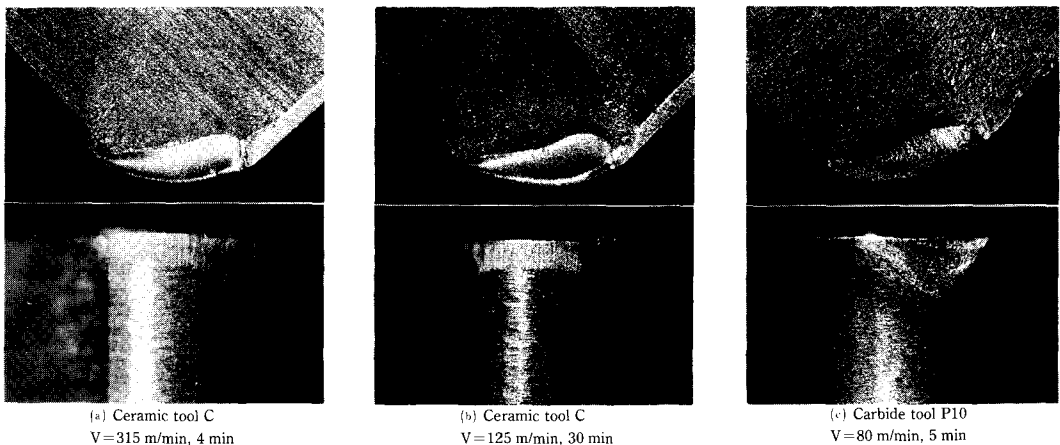 (a) Ceramic tool C
V=315 m/min, 4 min
(b) Ceramic tool C
V=125 m/min, 30 min
(c) Carbide tool P10
V=80 m/min, 5 min